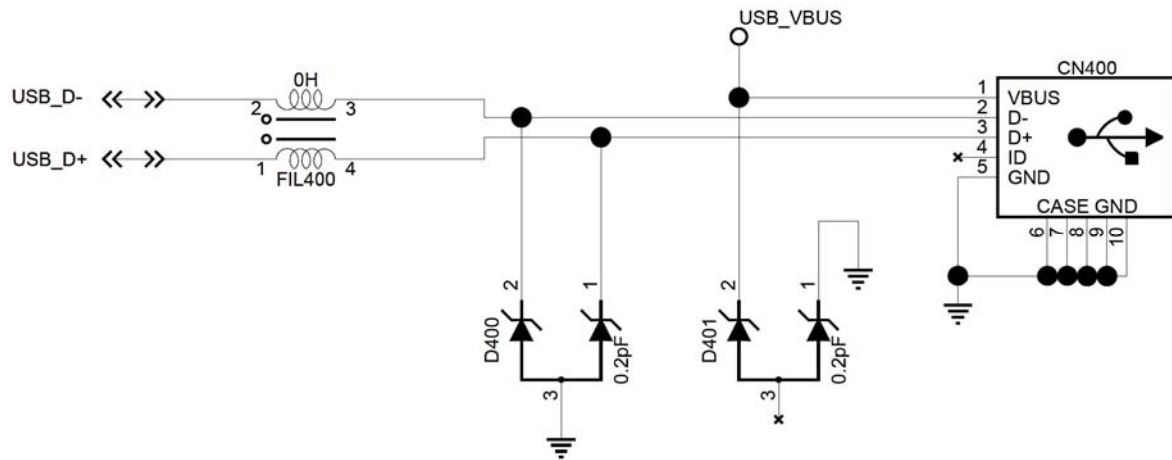 USB_VBUS
CN400
0H
USB_D-
2 3
1 VBUS
2 D-
3 D+
4 ID
5 GND
USB_D+
1 4
FIL400
CASE GND
6 7 8 9 10
2 1 2 1
D400 0.2pF D401 0.2pF
3 3